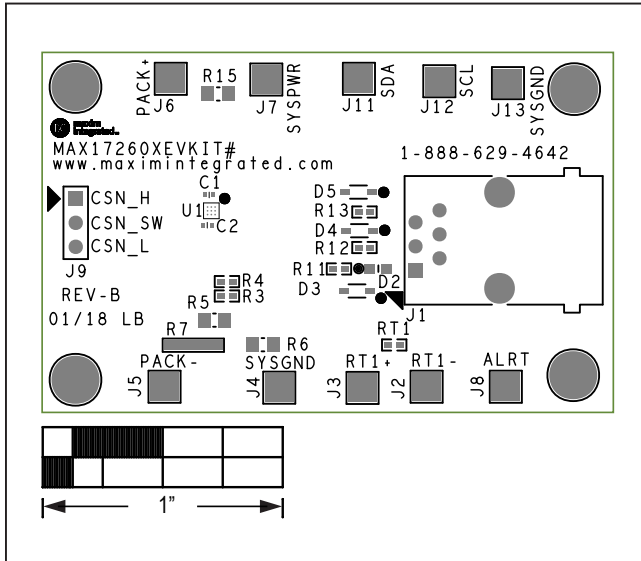 PACK+
J6
R15
J7
SYSPWR
J11
SDA
J12
SCL
J13
SYSGND
maxim
integrated™
MAX17260XEVKIT#
www.maximintegrated.com
1-888-629-4642
CSN_H
CSN_SW
CSN_L
J9
C1
U1
C2
D5
R13
D4
R12
R11
D2
D3
J1
R4
R3
REV-B
01/18 LB
R5
R7
R6
RT1
PACK-
J5
SYSGND
J4
RT1+
J3
RT1-
J2
ALRT
J8
1"